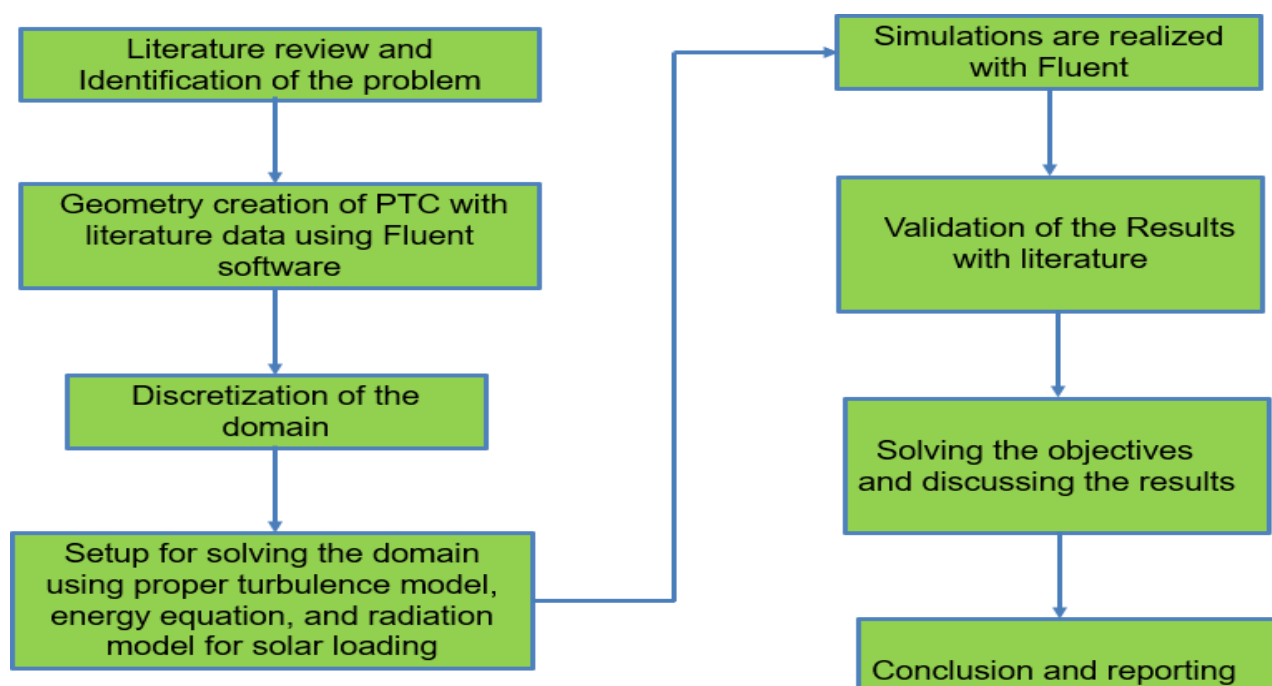 Literature review and
Identification of the problem
Geometry creation of PTC with
literature data using Fluent
software
Discretization of the
domain
Setup for solving the domain
using proper turbulence model,
energy equation, and radiation
model for solar loading
Simulations are realized
with Fluent
Validation of the Results
with literature
Solving the objectives
and discussing the results
Conclusion and reporting